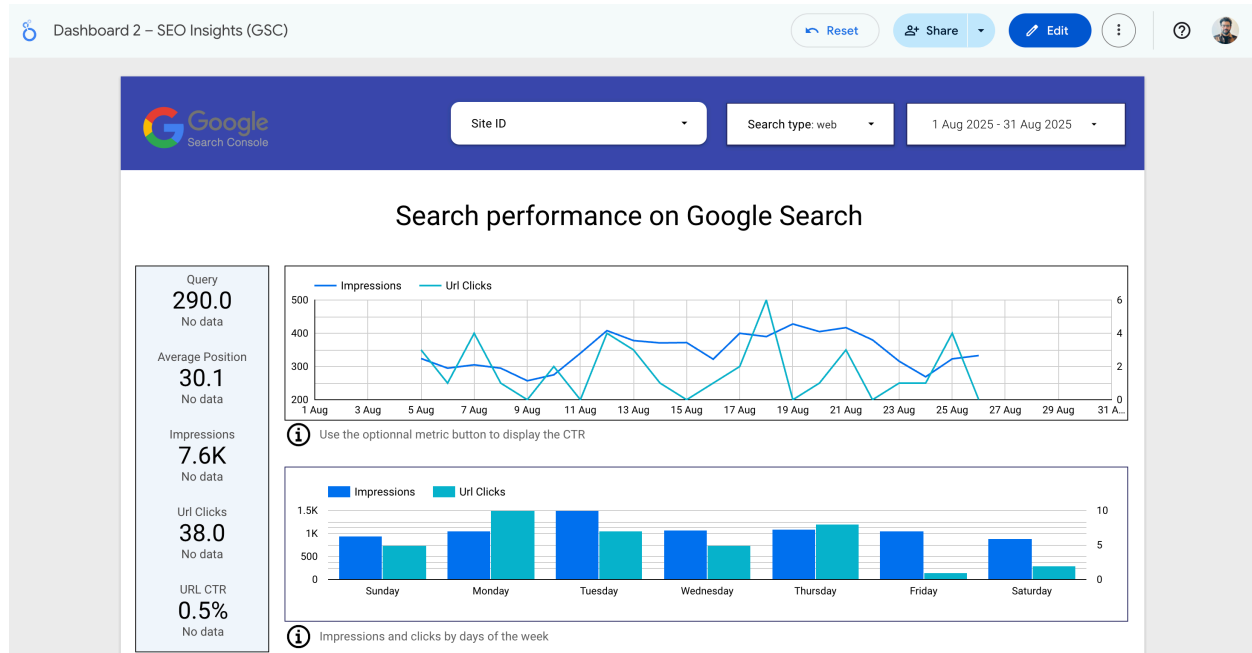 Dashboard 2 – SEO Insights (GSC)
Reset
Share
Edit
Google
Search Console
Site ID
Search type: web
1 Aug 2025 - 31 Aug 2025
Search performance on Google Search
Query
290.0
No data
Average Position
30.1
No data
Impressions
7.6K
No data
Url Clicks
38.0
No data
URL CTR
0.5%
No data
Impressions Url Clicks
500 6
400 4
300 2
200 0
1 Aug 3 Aug 5 Aug 7 Aug 9 Aug 11 Aug 13 Aug 15 Aug 17 Aug 19 Aug 21 Aug 23 Aug 25 Aug 27 Aug 29 Aug 31 A...
Use the optionnal metric button to display the CTR
Impressions Url Clicks
1.5K 10
1K
500 5
0 0
Sunday Monday Tuesday Wednesday Thursday Friday Saturday
Impressions and clicks by days of the week